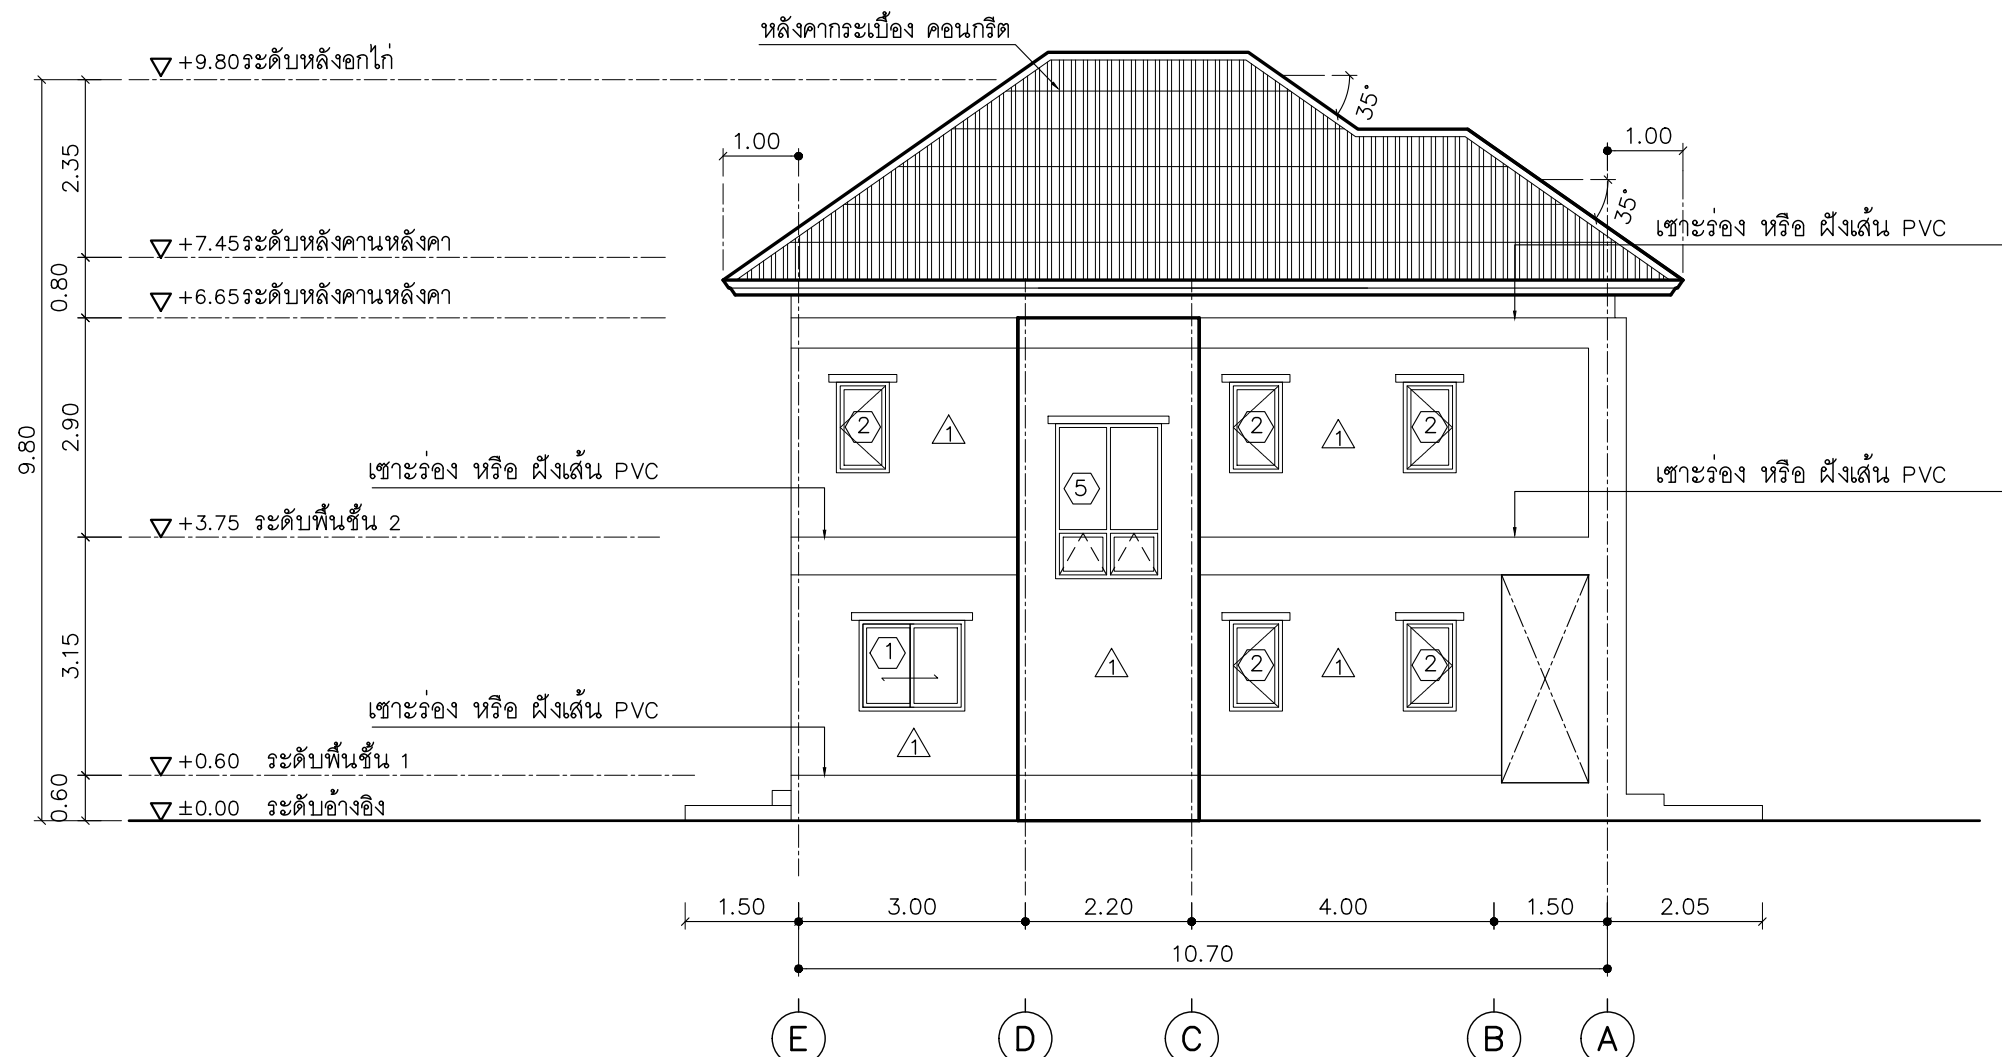 หลังคากระเบื้อง คอนกรีต
+9.80ระดับหลังอกไก่
35°
1.00
1.00
2.35
35°
เซาะร่อง หรือ ฝังเส้น PVC
+7.45ระดับหลังคานหลังคา
0.80
+6.65ระดับหลังคานหลังคา
2.90
9.80
2
1
2
1
2
5
เซาะร่อง หรือ ฝังเส้น PVC
เซาะร่อง หรือ ฝังเส้น PVC
+3.75 ระดับพื้นชั้น 2
3.15
1
1
2
1
2
เซาะร่อง หรือ ฝังเส้น PVC
1
+0.60 ระดับพื้นชั้น 1
0.60
±0.00 ระดับอ้างอิง
1.50 3.00 2.20 4.00 1.50 2.05
10.70
E D C B A